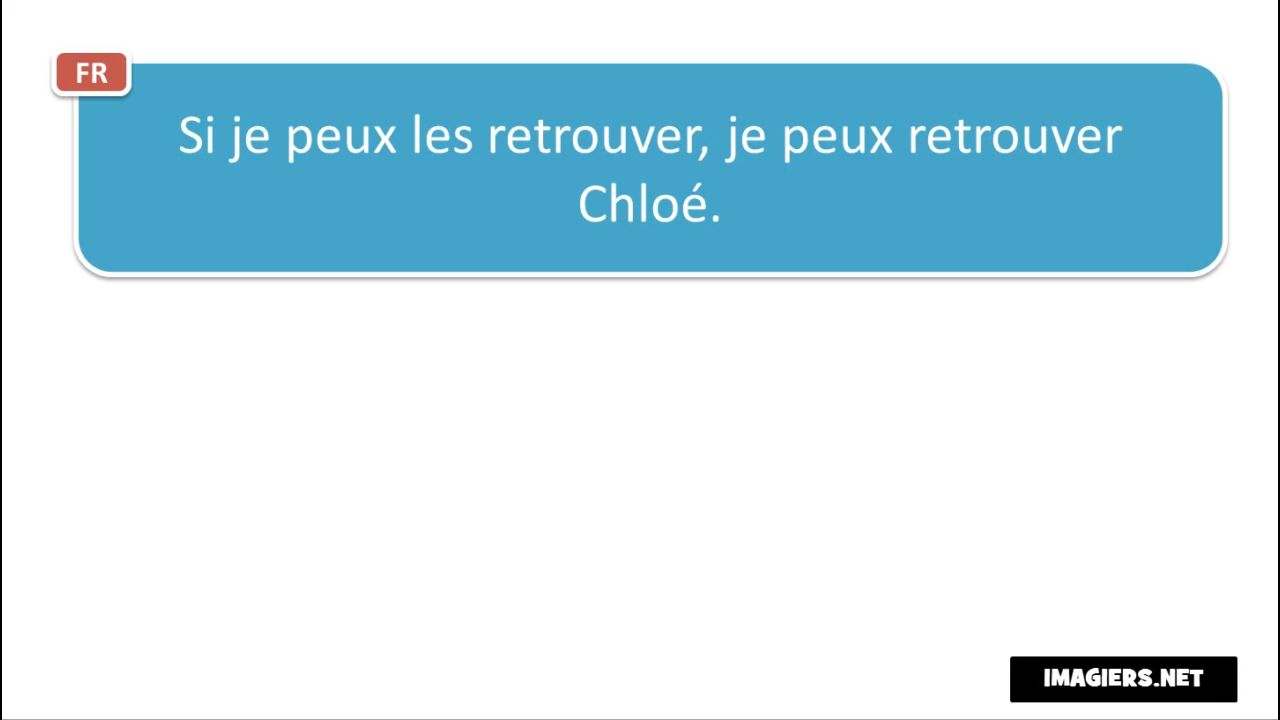 FR
Si je peux les retrouver, je peux retrouver
Chloé.
IMAGIERS.NET